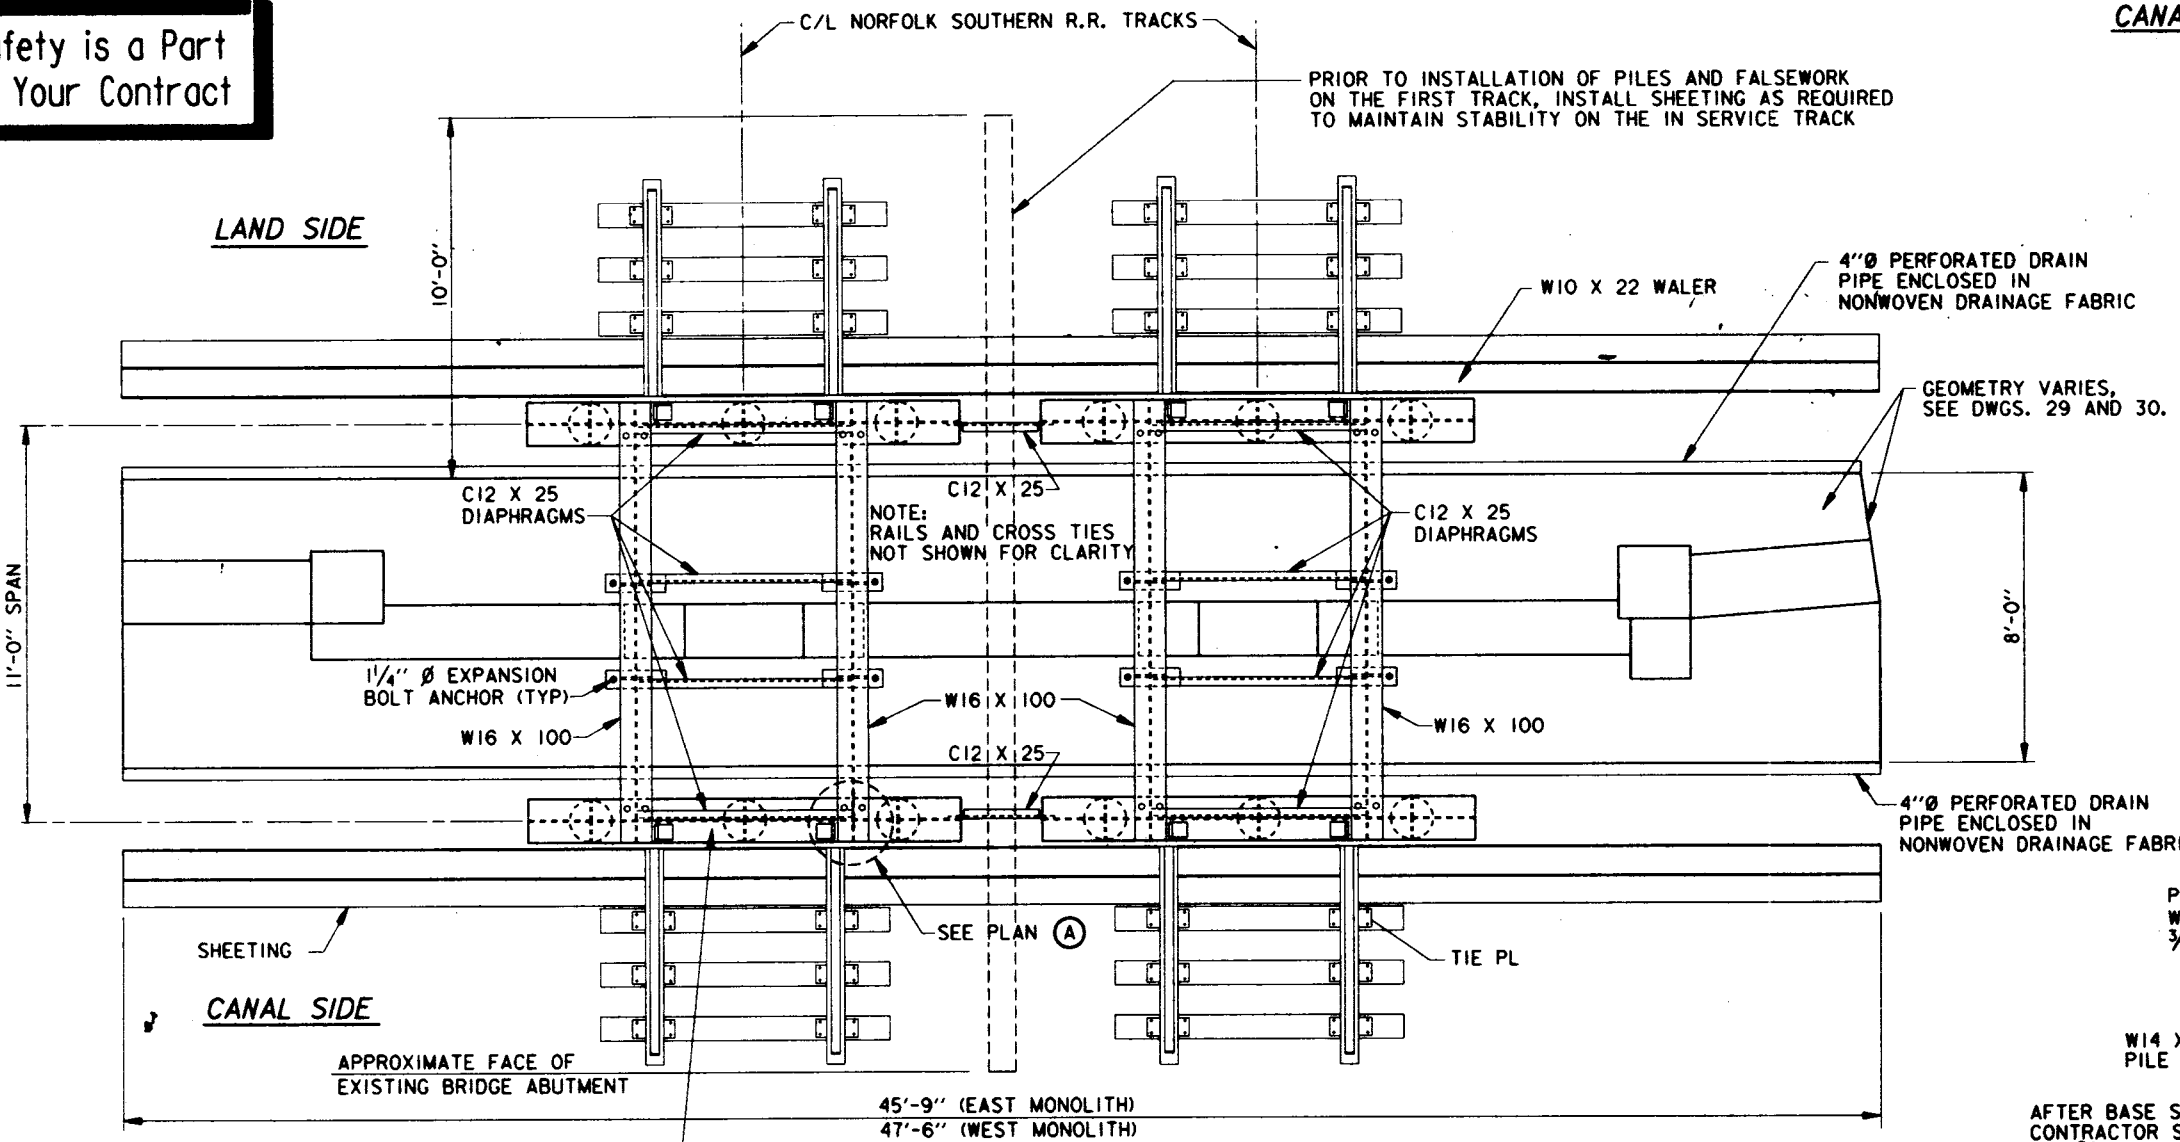 fety is a Part
Your Contract
C/L NORFOLK SOUTHERN R.R. TRACKS
CANA
PRIOR TO INSTALLATION OF PILES AND FALSEWORK
ON THE FIRST TRACK, INSTALL SHEETING AS REQUIRED
TO MAINTAIN STABILITY ON THE IN SERVICE TRACK
LAND SIDE
10'-0"
W10 X 22 WALER
4"Ø PERFORATED DRAIN
PIPE ENCLOSED IN
NONWOVEN DRAINAGE FABRIC
GEOMETRY VARIES,
SEE DWGS. 29 AND 30.
C12 X 25
DIAPHRAGMS
C12 X 25
NOTE:
RAILS AND CROSS TIES
NOT SHOWN FOR CLARITY
C12 X 25
DIAPHRAGMS
11'-0" SPAN
8'-0"
1 1/4" Ø EXPANSION
BOLT ANCHOR (TYP)
W16 X 100
W16 X 100
W16 X 100
C12 X 25
4"Ø PERFORATED DRAIN
PIPE ENCLOSED IN
NONWOVEN DRAINAGE FABRI
SHEETING
SEE PLAN A
TIE PL
CANAL SIDE
APPROXIMATE FACE OF
EXISTING BRIDGE ABUTMENT
45'-9" (EAST MONOLITH)
47'-6" (WEST MONOLITH)
P
W
3/
W14 X
PILE
AFTER BASE S
CONTRACTOR S